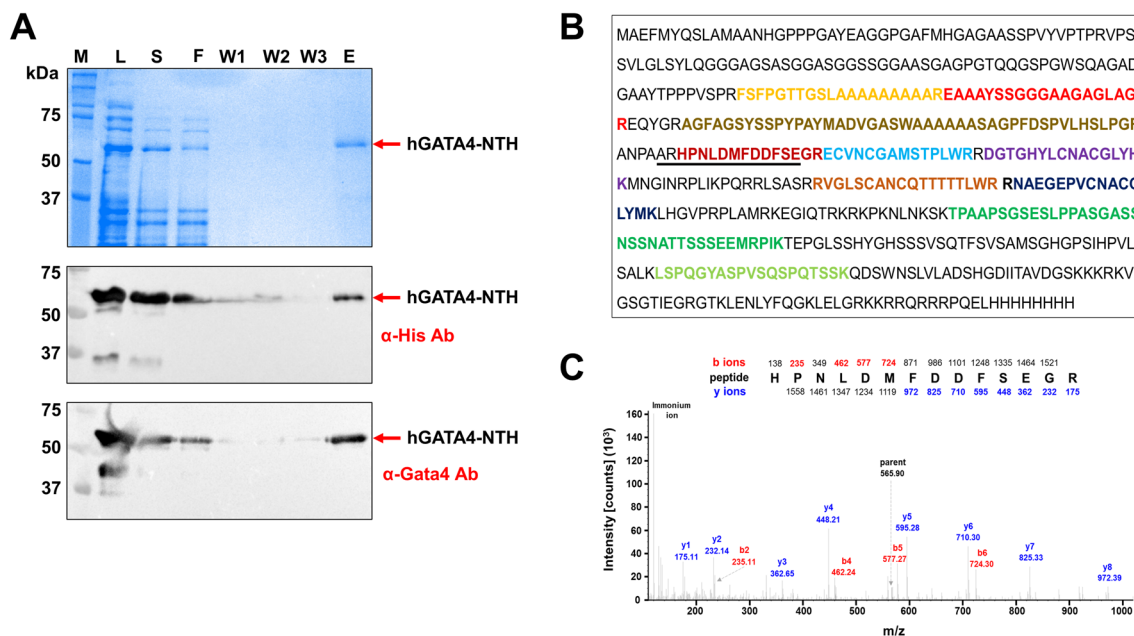 A
M L S F W1 W2 W3 E
kDa
75
50
37
hGATA4-NTH
75
50
37
hGATA4-NTH
α-His Ab
75
50
37
hGATA4-NTH
α-Gata4 Ab
B
MAEFMYQSLAMAANHGPPPGAYEAGGPGAFMHGAGAASSPVYVPTPRVPS
SVLGLSYLQGGGAGSASGGASGGSSGGAASGAGPGTQQGSPGWSQAGAD
GAAYTPPPVSPRFSFPGTTGSLAAAAAAAAAREAAAYSSGGGAAGAGLAG
REQYGRAGFAGSYSSPYPAYMADVGASWAAAAAASAGPFDSPVLHSLPGR
ANPAARHPNLDMFDDFSEGRECVNCGAMSTPLWRRDGTGHYLCNACGLYH
KMNGINRPLIKPQRRLSASRRVGLSCANCQTTTTTLWR RNAEGEPVCNACG
LYMKLHGVPRPLAMRKEGIQTRKRKPKNLNKSKTPAAPSGSESLPPASGASS
NSSNATTSSSEEMRPIKTEPGLSSHYGHSSSVSQTFSVSAMSGHGPSIHPVL
SALKLSPQGYASPVSQSPQTSSKQDSWNSLVLADSHGDIITAVDGSKKKRKV
GSGTIEGRGTKLENLYFQGKLELGRKKRRQRRRPQELHHHHHHH
C
b ions 138 235 349 462 577 724 871 986 1101 1248 1335 1464 1521
peptide H P N L D M F D D F S E G R
y ions 1558 1461 1347 1234 1119 972 825 710 595 448 362 232 175
Immonium
ion
Intensity [counts] (10³)
160
140
120
100
80
60
40
20
0
parent
565.90
y1
175.11
y2
232.14
b2
235.11
y3
362.65
y4
448.21
b4
462.24
b5
577.27
y5
595.28
y6
710.30
b6
724.30
y7
825.33
y8
972.39
200 300 400 500 600 700 800 900 1000
m/z